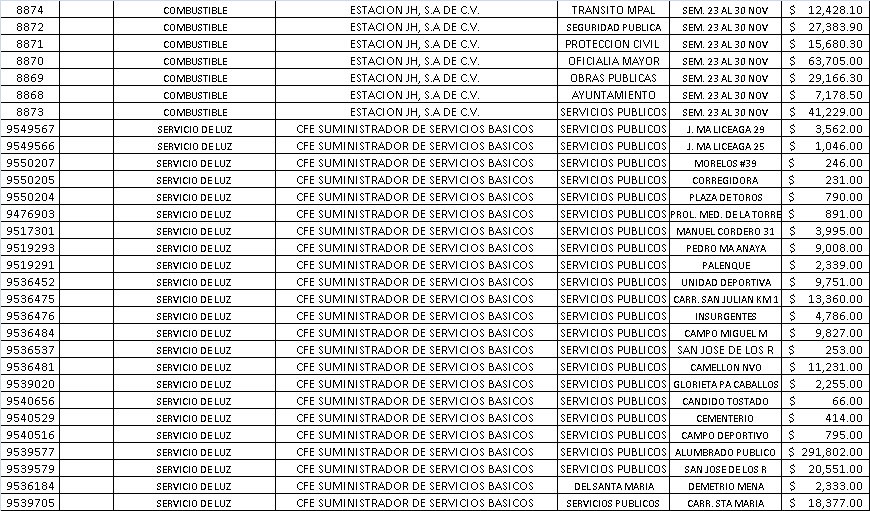 8874 COMBUSTIBLE ESTACION JH, S.A DE C.V. TRANSITO MPAL SEM. 23 AL 30 NOV $ 12,428.10
8872 COMBUSTIBLE ESTACION JH, S.A DE C.V. SEGURIDAD PUBLICA SEM. 23 AL 30 NOV $ 27,383.90
8871 COMBUSTIBLE ESTACION JH, S.A DE C.V. PROTECCION CIVIL SEM. 23 AL 30 NOV $ 15,680.30
8870 COMBUSTIBLE ESTACION JH, S.A DE C.V. OFICIALIA MAYOR SEM. 23 AL 30 NOV $ 63,705.00
8869 COMBUSTIBLE ESTACION JH, S.A DE C.V. OBRAS PUBLICAS SEM. 23 AL 30 NOV $ 29,166.30
8868 COMBUSTIBLE ESTACION JH, S.A DE C.V. AYUNTAMIENTO SEM. 23 AL 30 NOV $ 7,178.50
8873 COMBUSTIBLE ESTACION JH, S.A DE C.V. SERVICIOS PUBLICOS SEM. 23 AL 30 NOV $ 41,229.00
9549567 SERVICIO DE LUZ CFE SUMINISTRADOR DE SERVICIOS BASICOS SERVICIOS PUBLICOS J. MA LICEAGA 29 $ 3,562.00
9549566 SERVICIO DE LUZ CFE SUMINISTRADOR DE SERVICIOS BASICOS SERVICIOS PUBLICOS J. MA LICEAGA 25 $ 1,046.00
9550207 SERVICIO DE LUZ CFE SUMINISTRADOR DE SERVICIOS BASICOS SERVICIOS PUBLICOS MORELOS #39 $ 246.00
9550205 SERVICIO DE LUZ CFE SUMINISTRADOR DE SERVICIOS BASICOS SERVICIOS PUBLICOS CORREGIDORA $ 231.00
9550204 SERVICIO DE LUZ CFE SUMINISTRADOR DE SERVICIOS BASICOS SERVICIOS PUBLICOS PLAZA DE TOROS $ 790.00
9476903 SERVICIO DE LUZ CFE SUMINISTRADOR DE SERVICIOS BASICOS SERVICIOS PUBLICOS PROL. MED. DE LA TORRE $ 891.00
9517301 SERVICIO DE LUZ CFE SUMINISTRADOR DE SERVICIOS BASICOS SERVICIOS PUBLICOS MANUEL CORDERO 31 $ 3,995.00
9519293 SERVICIO DE LUZ CFE SUMINISTRADOR DE SERVICIOS BASICOS SERVICIOS PUBLICOS PEDRO MA ANAYA $ 9,008.00
9519291 SERVICIO DE LUZ CFE SUMINISTRADOR DE SERVICIOS BASICOS SERVICIOS PUBLICOS PALENQUE $ 2,339.00
9536452 SERVICIO DE LUZ CFE SUMINISTRADOR DE SERVICIOS BASICOS SERVICIOS PUBLICOS UNIDAD DEPORTIVA $ 9,751.00
9536475 SERVICIO DE LUZ CFE SUMINISTRADOR DE SERVICIOS BASICOS SERVICIOS PUBLICOS CARR. SAN JULIAN KM 1 $ 13,360.00
9536476 SERVICIO DE LUZ CFE SUMINISTRADOR DE SERVICIOS BASICOS SERVICIOS PUBLICOS INSURGENTES $ 4,786.00
9536484 SERVICIO DE LUZ CFE SUMINISTRADOR DE SERVICIOS BASICOS SERVICIOS PUBLICOS CAMPO MIGUEL M $ 9,827.00
9536537 SERVICIO DE LUZ CFE SUMINISTRADOR DE SERVICIOS BASICOS SERVICIOS PUBLICOS SAN JOSE DE LOS R $ 253.00
9536481 SERVICIO DE LUZ CFE SUMINISTRADOR DE SERVICIOS BASICOS SERVICIOS PUBLICOS CAMELLON NVO $ 11,231.00
9539020 SERVICIO DE LUZ CFE SUMINISTRADOR DE SERVICIOS BASICOS SERVICIOS PUBLICOS GLORIETA PA CABALLOS $ 2,255.00
9540656 SERVICIO DE LUZ CFE SUMINISTRADOR DE SERVICIOS BASICOS SERVICIOS PUBLICOS CANDIDO TOSTADO $ 66.00
9540529 SERVICIO DE LUZ CFE SUMINISTRADOR DE SERVICIOS BASICOS SERVICIOS PUBLICOS CEMENTERIO $ 414.00
9540516 SERVICIO DE LUZ CFE SUMINISTRADOR DE SERVICIOS BASICOS SERVICIOS PUBLICOS CAMPO DEPORTIVO $ 795.00
9539577 SERVICIO DE LUZ CFE SUMINISTRADOR DE SERVICIOS BASICOS SERVICIOS PUBLICOS ALUMBRADO PUBLICO $ 291,802.00
9539579 SERVICIO DE LUZ CFE SUMINISTRADOR DE SERVICIOS BASICOS SERVICIOS PUBLICOS SAN JOSE DE LOS R $ 20,551.00
9536184 SERVICIO DE LUZ CFE SUMINISTRADOR DE SERVICIOS BASICOS DEL SANTA MARIA DEMETRIO MENA $ 2,333.00
9539705 SERVICIO DE LUZ CFE SUMINISTRADOR DE SERVICIOS BASICOS SERVICIOS PUBLICOS CARR. STA MARIA $ 18,377.00